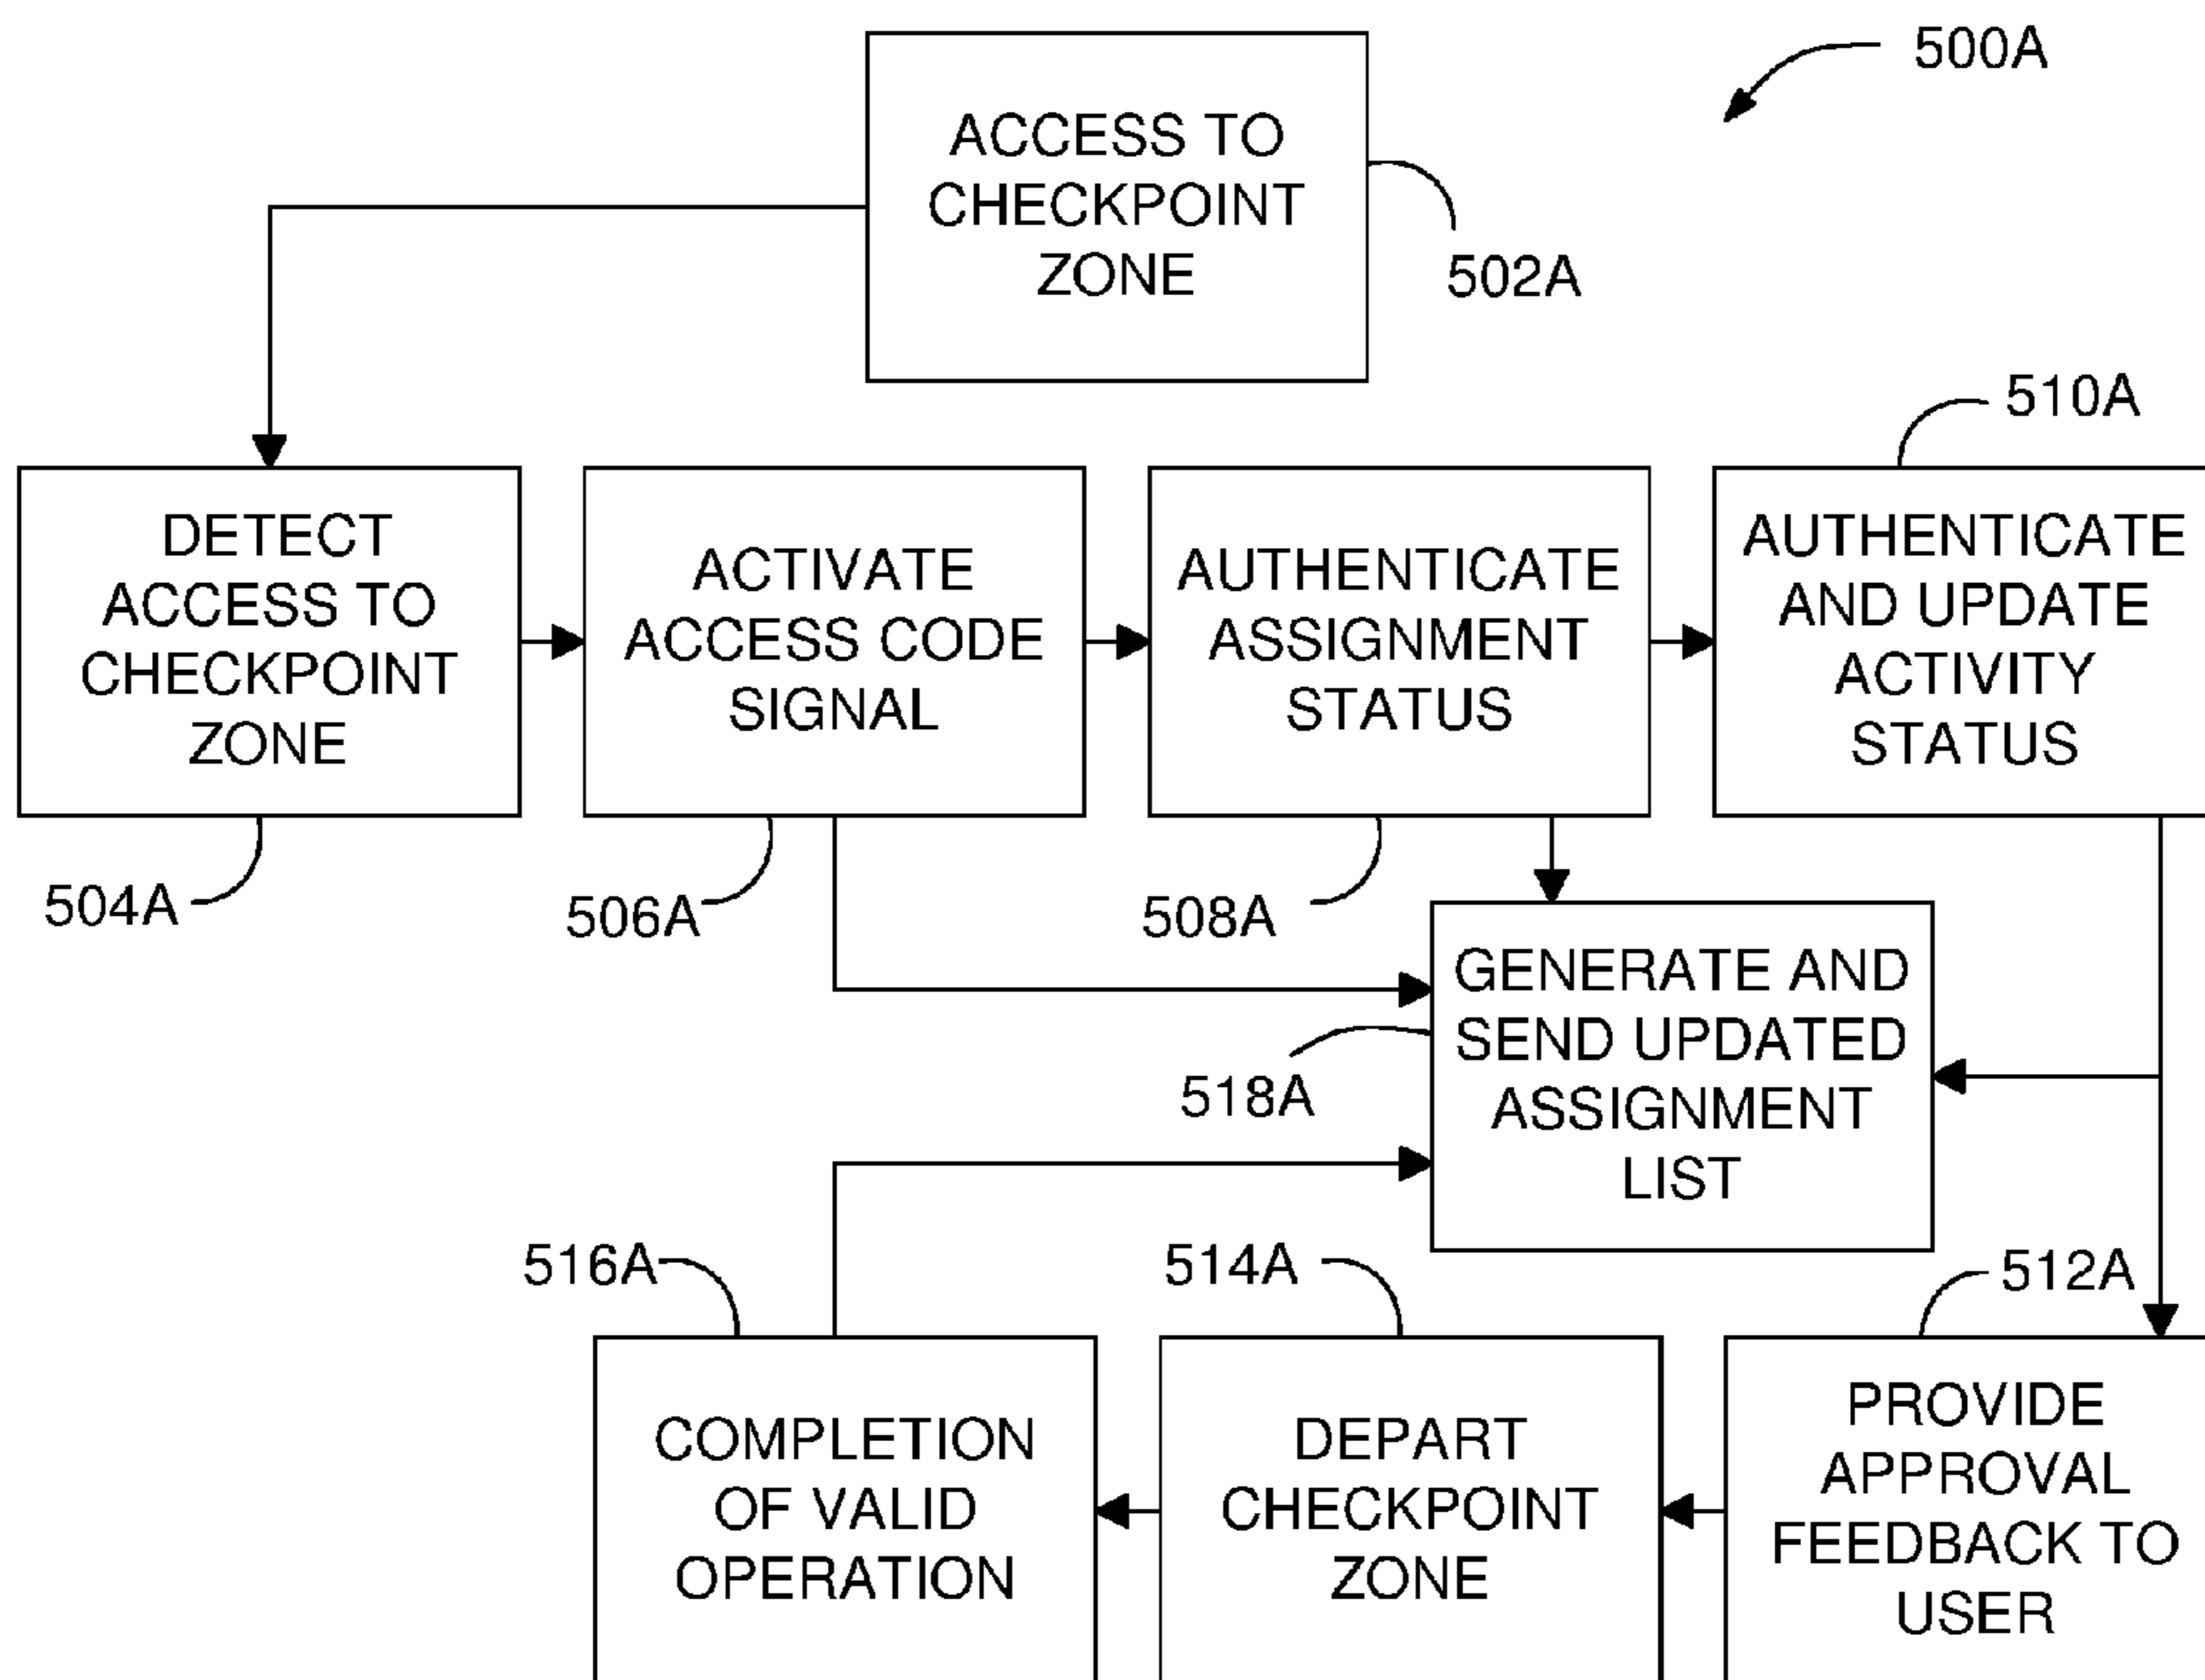 500A
ACCESS TO
CHECKPOINT
ZONE
502A
510A
DETECT
ACCESS TO
CHECKPOINT
ZONE
ACTIVATE
ACCESS CODE
SIGNAL
AUTHENTICATE
ASSIGNMENT
STATUS
AUTHENTICATE
AND UPDATE
ACTIVITY
STATUS
504A
506A
508A
GENERATE AND
SEND UPDATED
ASSIGNMENT
LIST
518A
516A
514A
512A
COMPLETION
OF VALID
OPERATION
DEPART
CHECKPOINT
ZONE
PROVIDE
APPROVAL
FEEDBACK TO
USER